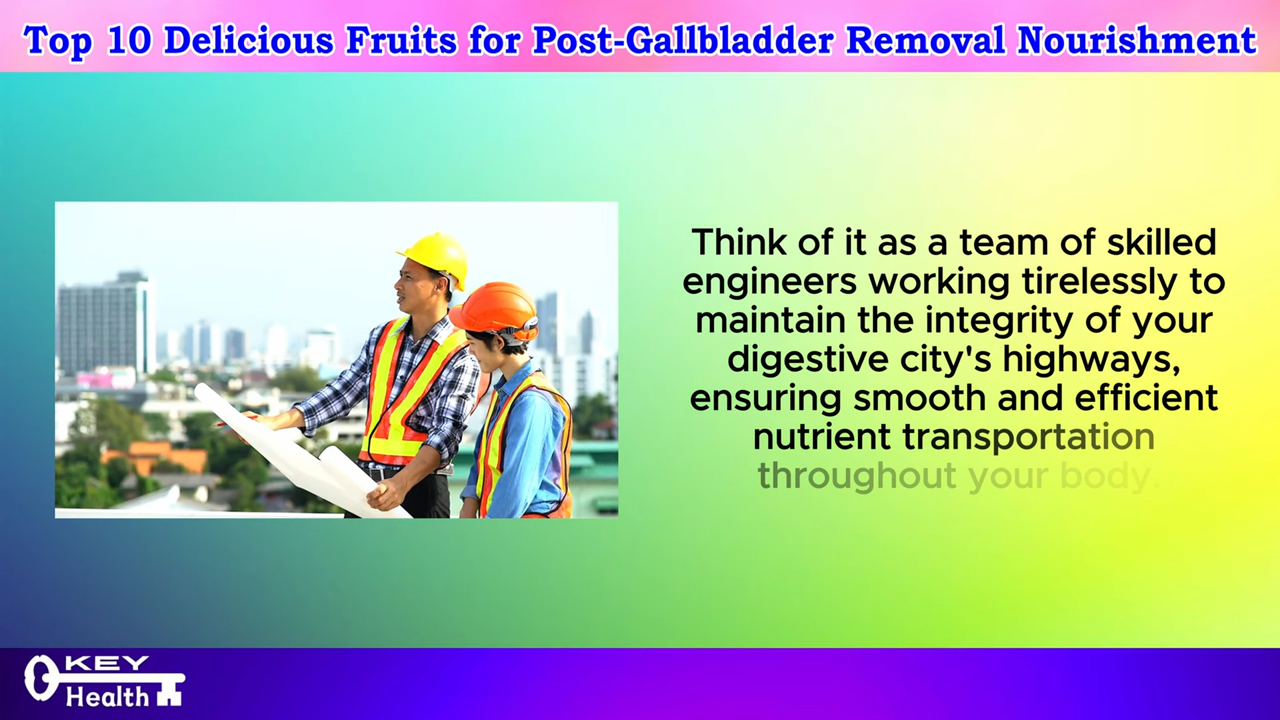 Top 10 Delicious Fruits for Post-Gallbladder Removal Nourishment
Think of it as a team of skilled
engineers working tirelessly to
maintain the integrity of your
digestive city's highways,
ensuring smooth and efficient
nutrient transportation
throughout your body.
KEY
Health